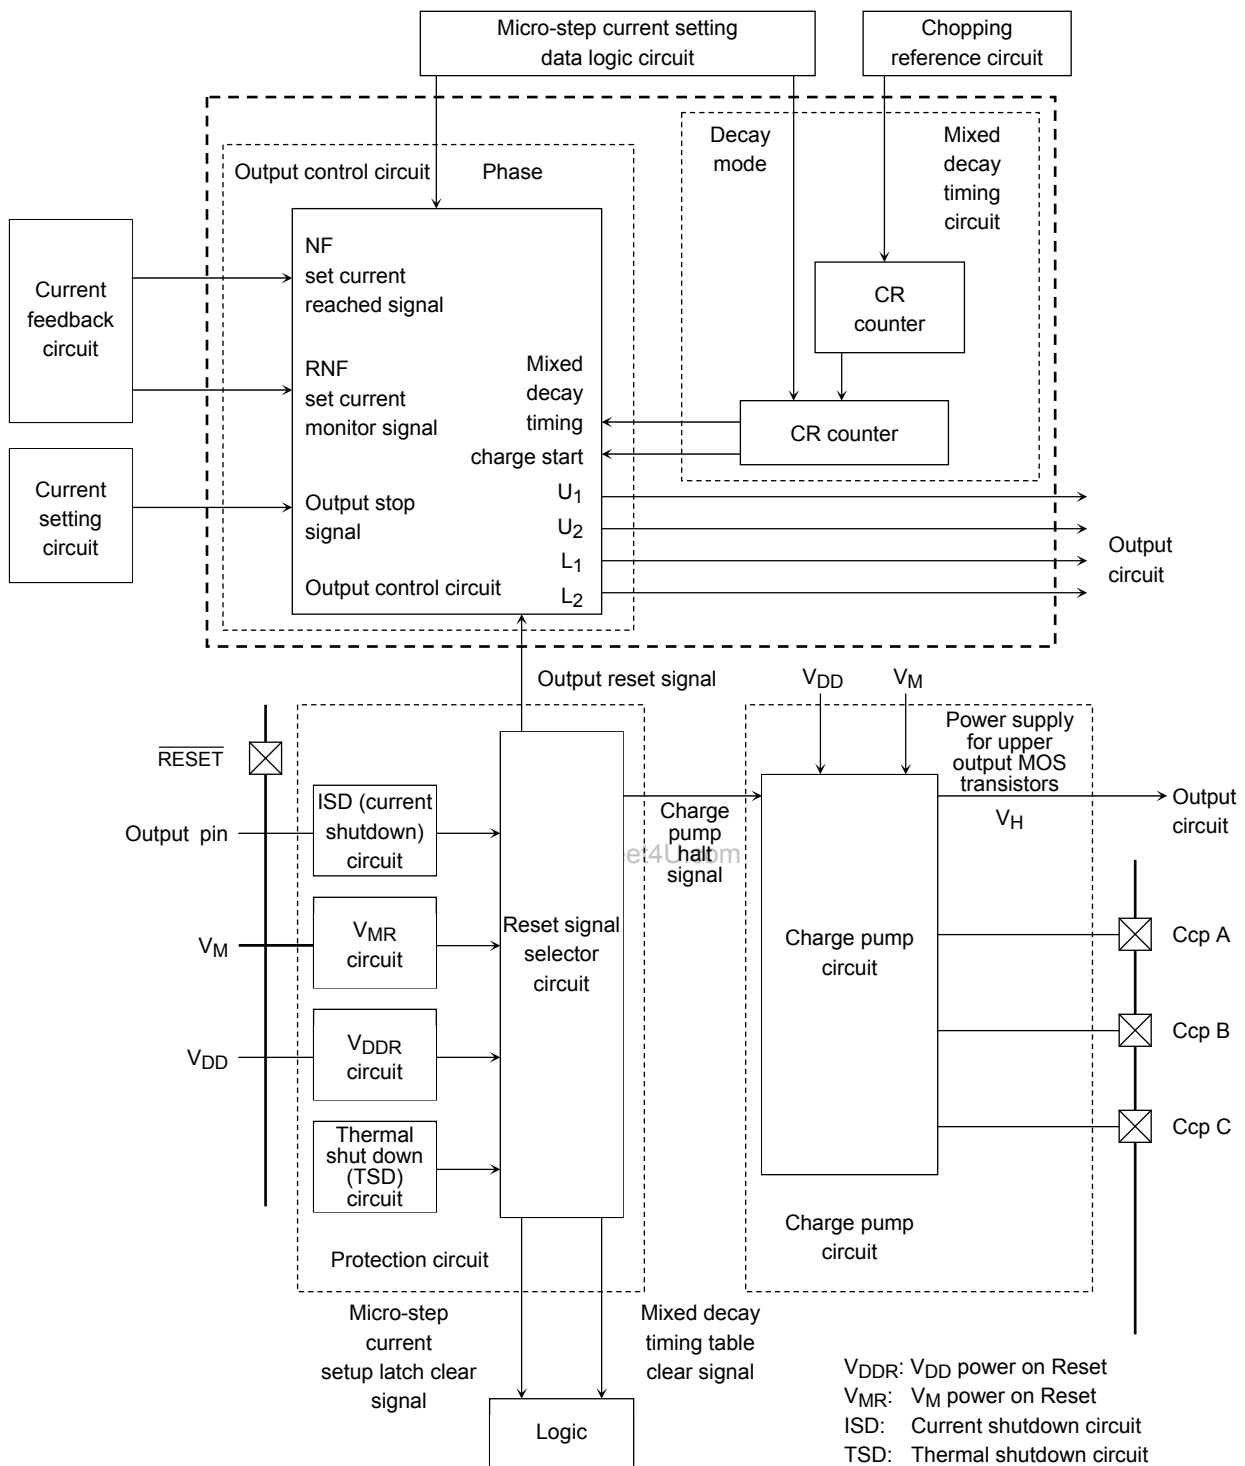 Micro-step current setting
data logic circuit
Chopping
reference circuit
Output control circuit
Phase
Decay
mode
Mixed
decay
timing
circuit
Current
feedback
circuit
NF
set current
reached signal
RNF
set current
monitor signal
Mixed
decay
timing
charge start
CR
counter
CR counter
Current
setting
circuit
Output stop
signal
Output control circuit
U1
U2
L1
L2
Output
circuit
Output reset signal
VDD
VM
RESET
Power supply
for upper
output MOS
transistors
VH
Output
circuit
Output pin
ISD (current
shutdown)
circuit
Charge
pump
halt
signal
et4U.com
VM
VMR
circuit
Reset signal
selector
circuit
Charge pump
circuit
Ccp A
VDD
VDDR
circuit
Ccp B
Thermal
shut down
(TSD)
circuit
Ccp C
Protection circuit
Charge pump
circuit
Micro-step
current
setup latch clear
signal
Mixed decay
timing table
clear signal
Logic
VDDR: VDD power on Reset
VMR: VM power on Reset
ISD: Current shutdown circuit
TSD: Thermal shutdown circuit